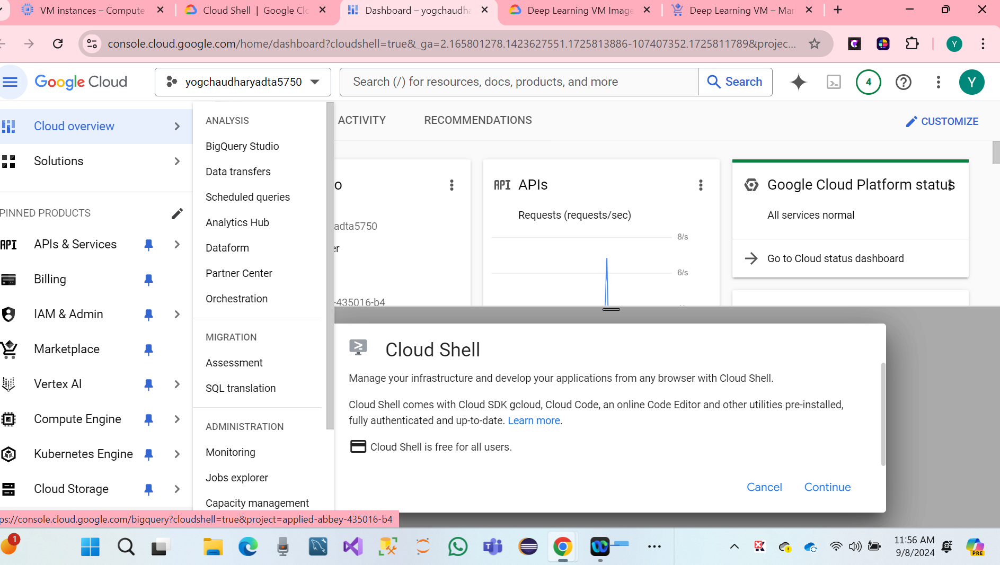 VM instances – Compute
Cloud Shell | Google Clo
Dashboard – yogchaudha
Deep Learning VM Image
Deep Learning VM – Mar
console.cloud.google.com/home/dashboard?cloudshell=true&_ga=2.165801278.1423627551.1725813886-107407352.1725811789&projec...
Y
Google Cloud
yogchaudharyadta5750
Search (/) for resources, docs, products, and more
Search
4
Y
Cloud overview
Solutions
PINNED PRODUCTS
API APIs & Services
Billing
IAM & Admin
Marketplace
Vertex AI
Compute Engine
Kubernetes Engine
Cloud Storage
ANALYSIS
BigQuery Studio
Data transfers
Scheduled queries
Analytics Hub
Dataform
Partner Center
Orchestration
MIGRATION
Assessment
SQL translation
ADMINISTRATION
Monitoring
Jobs explorer
Capacity management
ACTIVITY
RECOMMENDATIONS
CUSTOMIZE
o
adta5750
er
-435016-b4
API APIs
Requests (requests/sec)
8/s
6/s
Google Cloud Platform status
All services normal
Go to Cloud status dashboard
Cloud Shell
Manage your infrastructure and develop your applications from any browser with Cloud Shell.
Cloud Shell comes with Cloud SDK gcloud, Cloud Code, an online Code Editor and other utilities pre-installed,
fully authenticated and up-to-date. Learn more.
Cloud Shell is free for all users.
Cancel
Continue
ps://console.cloud.google.com/bigquery?cloudshell=true&project=applied-abbey-435016-b4
1
11:56 AM
9/8/2024
PRE